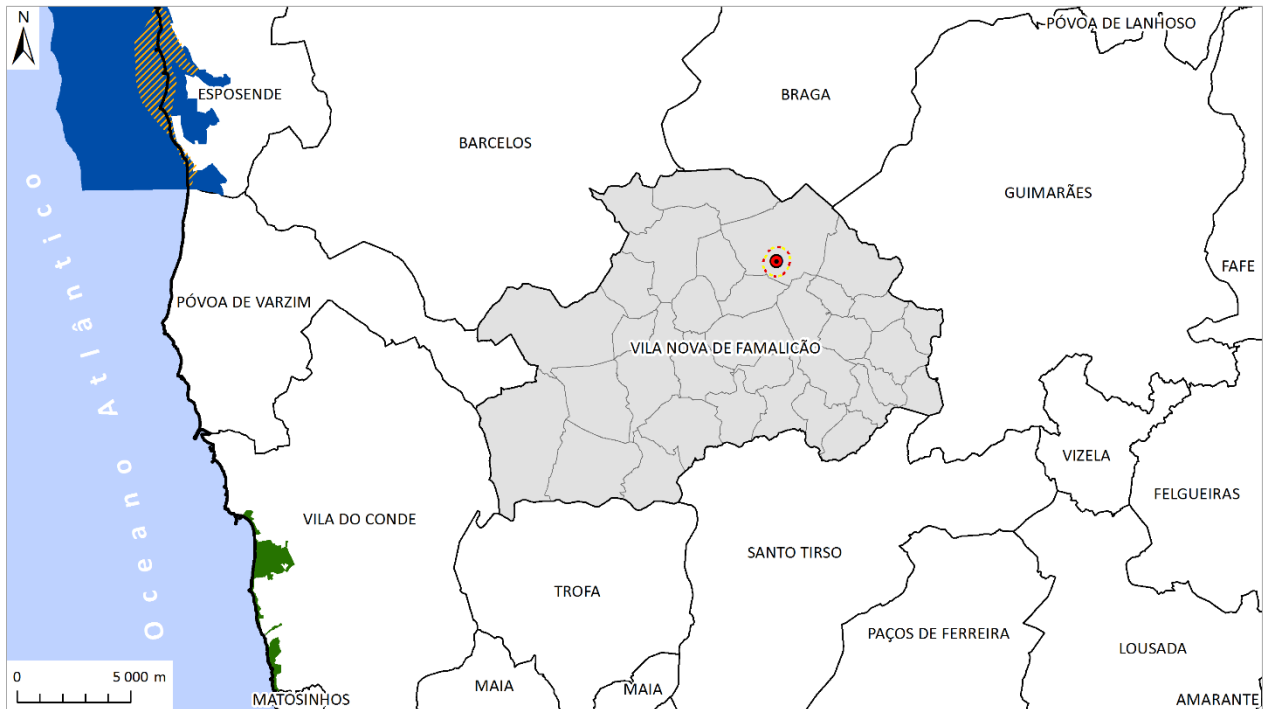 N
PÓVOA DE LANHOSO
ESPOSENDE
BRAGA
BARCELOS
GUIMARÃES
FAFE
PÓVOA DE VARZIM
VILA NOVA DE FAMALICÃO
VIZELA
FELGUEIRAS
Oceano Atlântico
VILA DO CONDE
SANTO TIRSO
TROFA
PAÇOS DE FERREIRA
LOUSADA
MAIA
MAIA
MATOSINHOS
AMARANTE
0 5 000 m